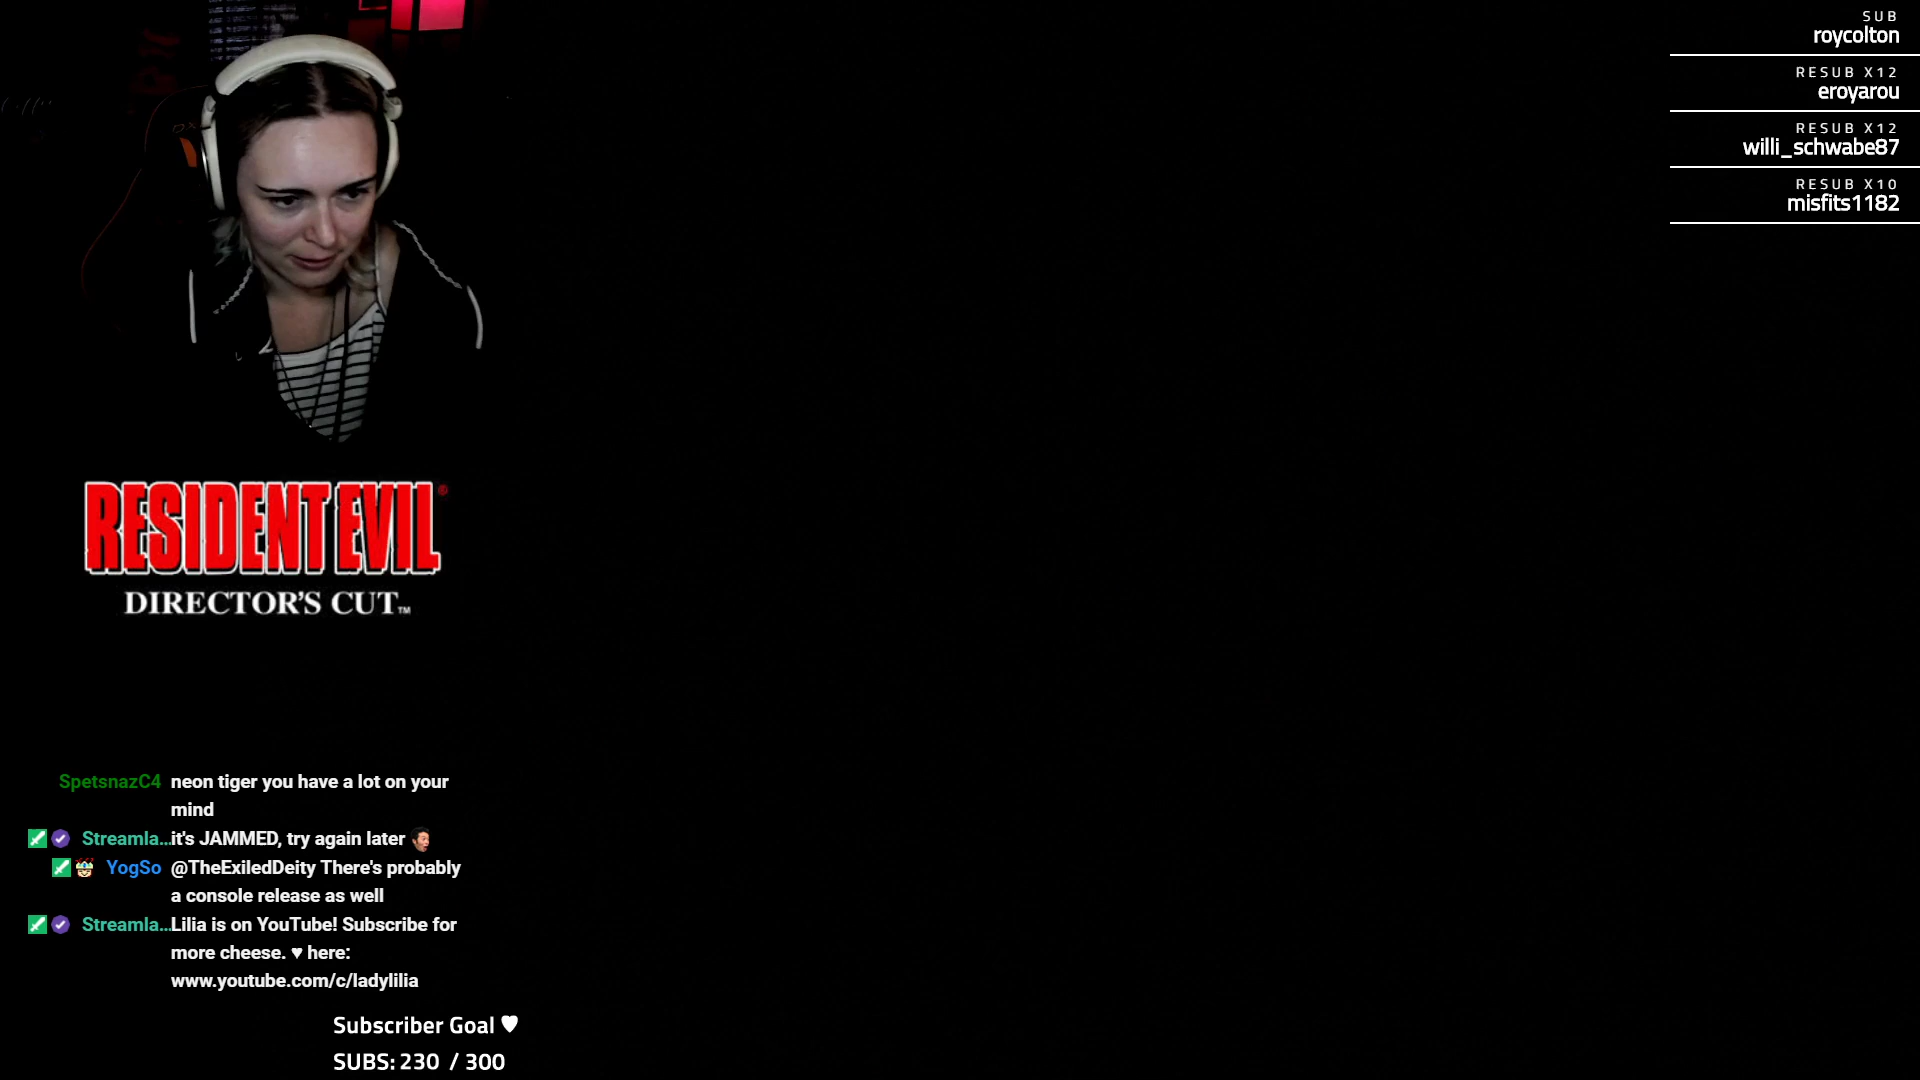 SUB
roycolton
RESUB X12
eroyarou
RESUB X12
willi_schwabe87
RESUB X10
misfits1182
RESIDENT EVIL®
DIRECTOR'S CUT™
SpetsnazC4 neon tiger you have a lot on your
mind
Streamla... it's JAMMED, try again later
YogSo @TheExiledDeity There's probably
a console release as well
Streamla... Lilia is on YouTube! Subscribe for
more cheese. ♥ here:
www.youtube.com/c/ladylilia
Subscriber Goal ♥
SUBS: 230 / 300